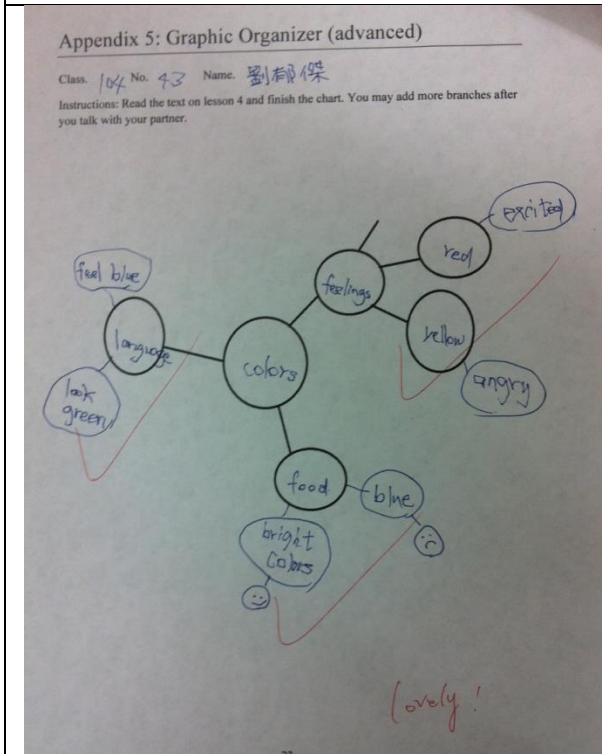 Appendix 5: Graphic Organizer (advanced)
Class. 104 No. 43 Name. 劉郁傑
Instructions: Read the text on lesson 4 and finish the chart. You may add more branches after
you talk with your partner.
excited
red
feel blue
feelings
language
yellow
colors
look
green
angry
food
blue
bright
Colors
lovely!